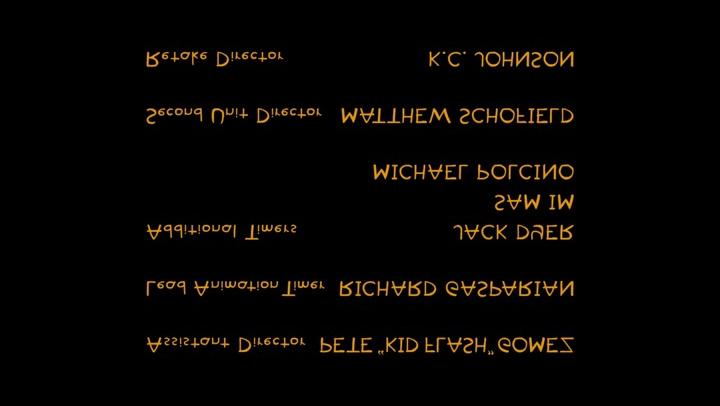 Assistant Director PETE "KID FLASH" GOMEZ
Lead Animation Timer RICHARD GASPARIAN
Additional Timers JACK DYER
SAM IM
MICHAEL POLCINO
Second Unit Director MATTHEW SCHOFIELD
Retake Director K.C. JOHNSON